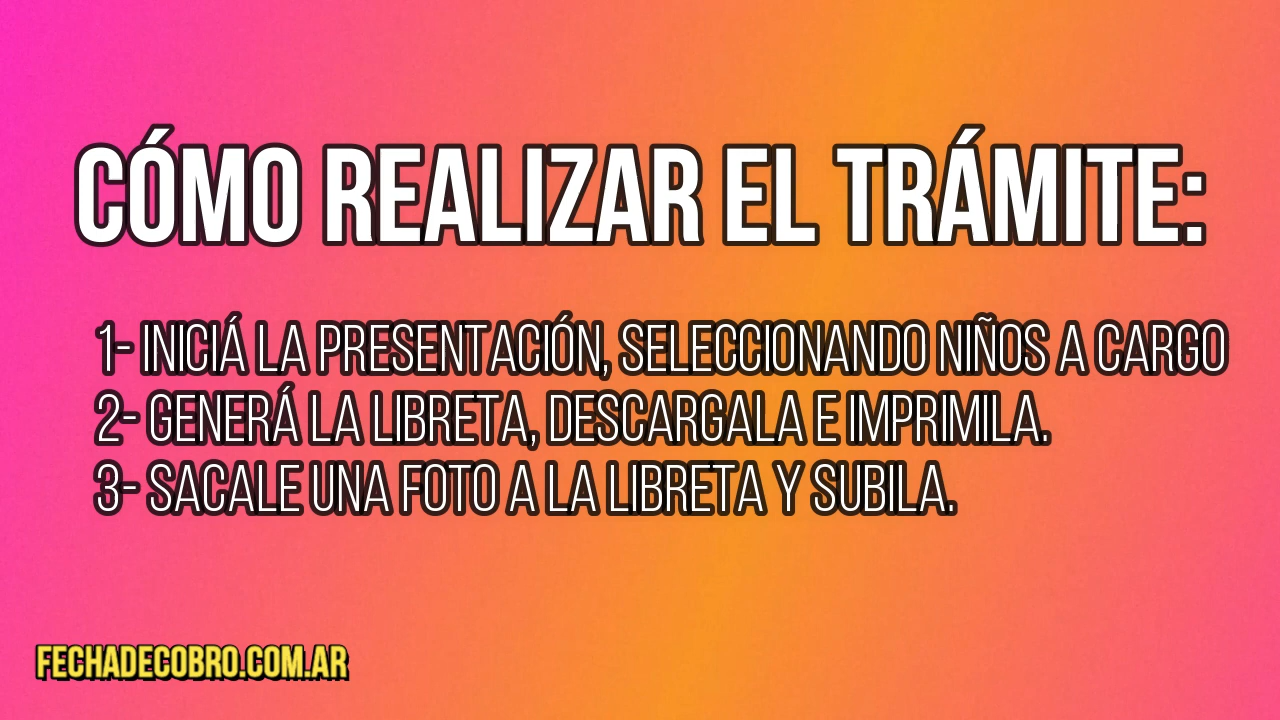 CÓMO REALIZAR EL TRÁMITE:
1- INICIÁ LA PRESENTACIÓN, SELECCIONANDO NIÑOS A CARGO
2- GENERÁ LA LIBRETA, DESCARGALA E IMPRIMILA.
3- SACALE UNA FOTO A LA LIBRETA Y SUBILA.
FECHADECOBRO.COM.AR